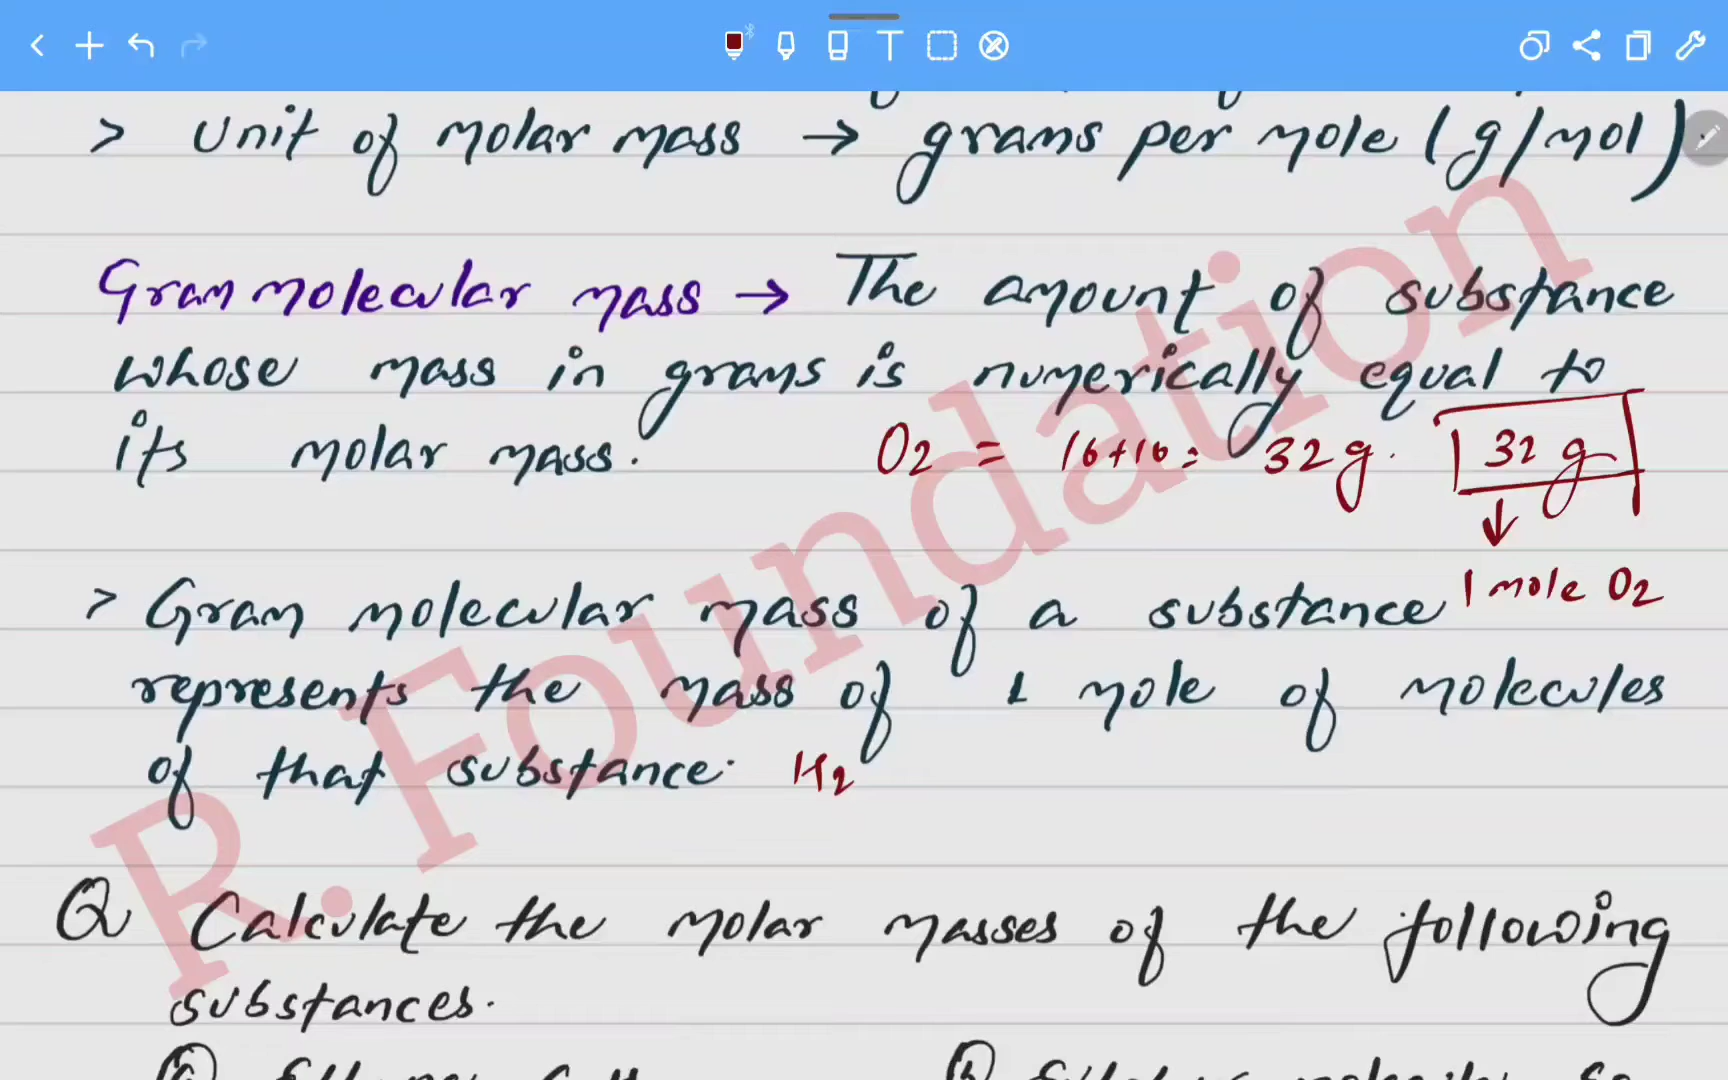 > Unit of molar mass → grams per mole (g/mol)
Gram molecular mass → The amount of substance
whose mass in grams is numerically equal to
its molar mass. O2 = 16+16= 32g. 32 g
1 mole O2
> Gram molecular mass of a substance
represents the mass of 1 mole of molecules
of that substance. H2
Q Calculate the molar masses of the following
substances.
R. Foundation